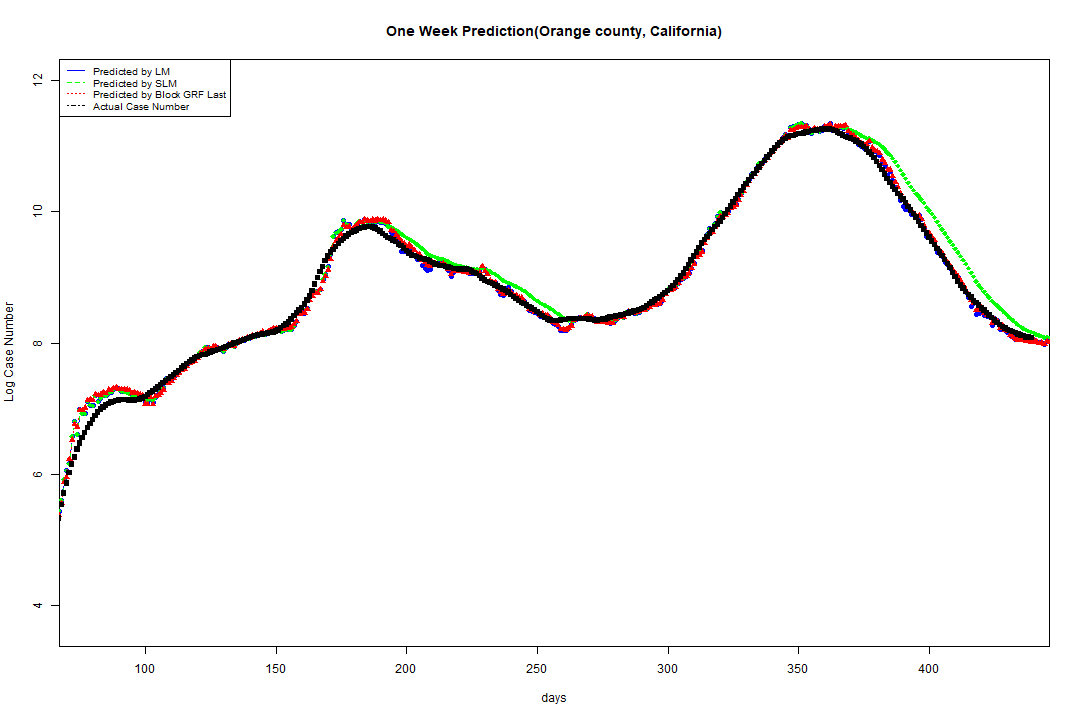 One Week Prediction(Orange county, California)
Predicted by LM
Predicted by SLM
Predicted by Block GRF Last
Actual Case Number
12
10
8
6
4
Log Case Number
100 150 200 250 300 350 400
days